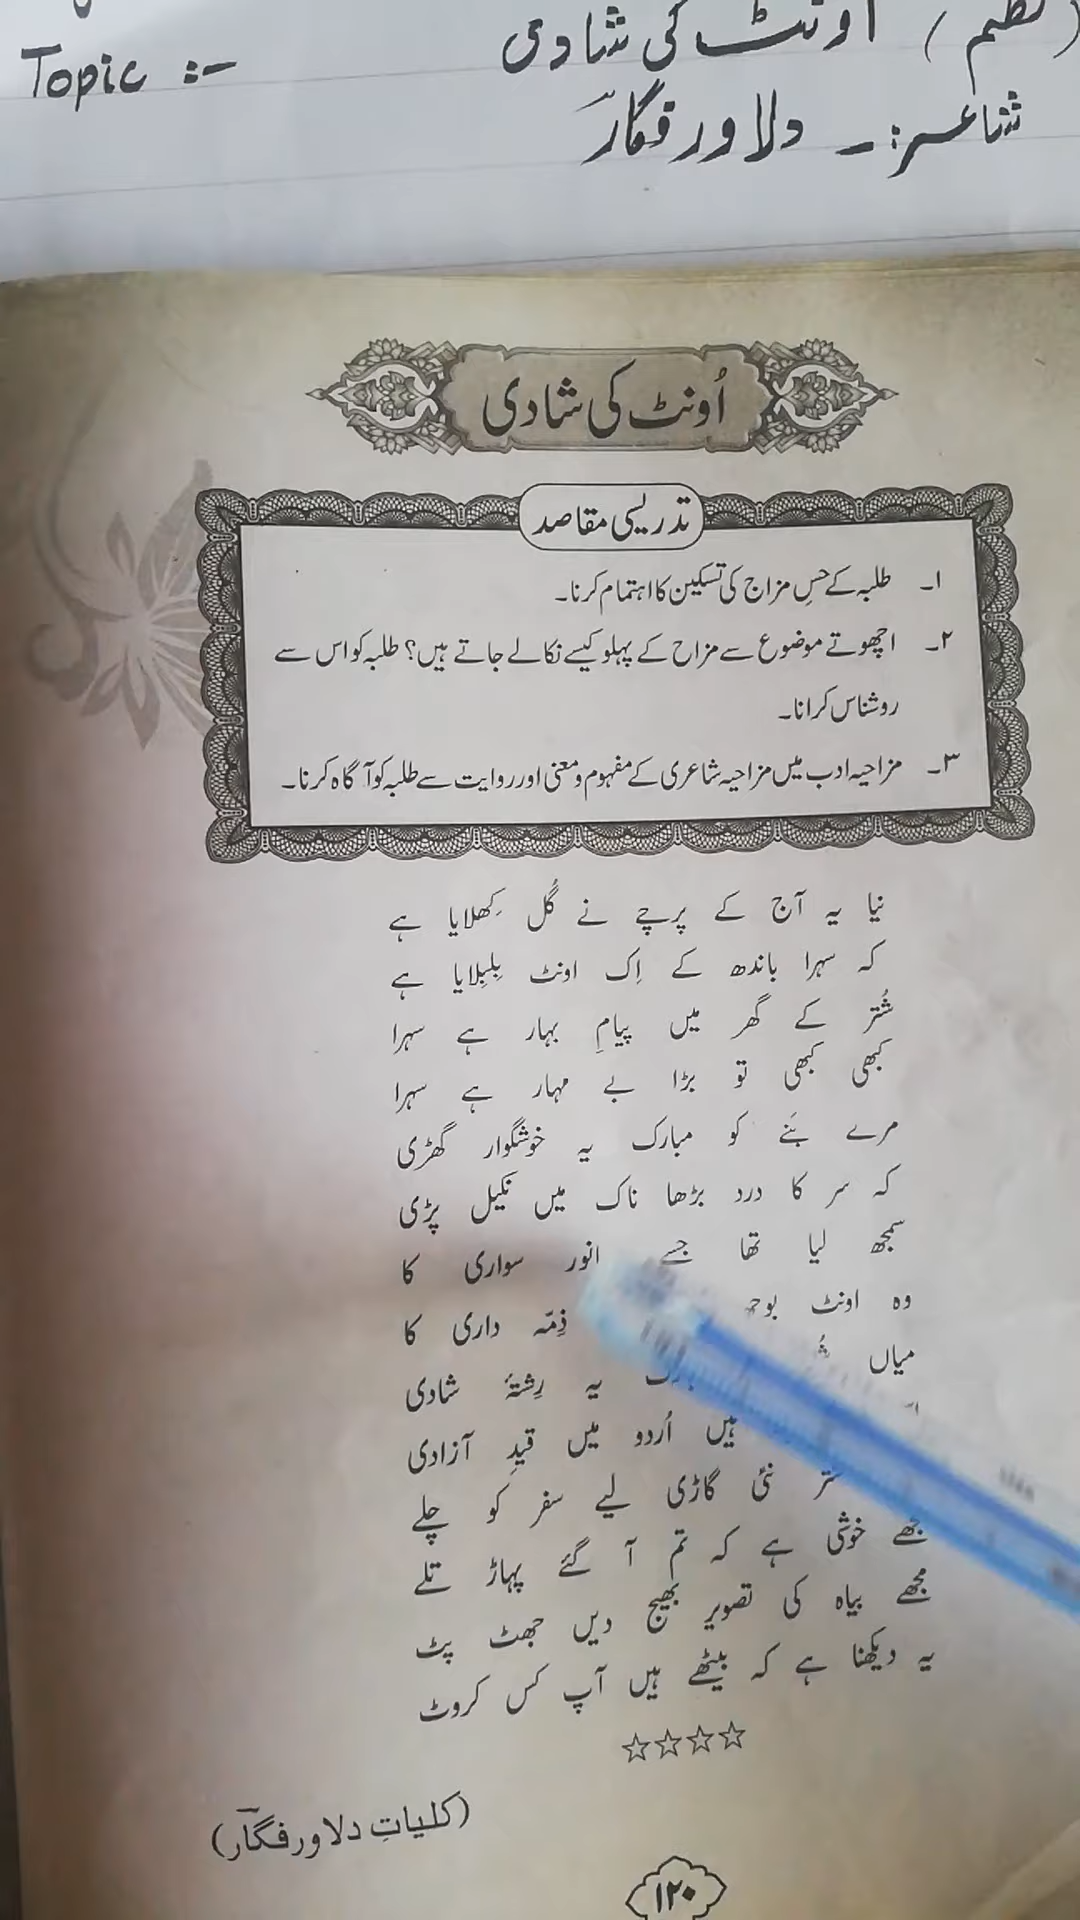 (نظم) اونٹ کی شادی
Topic :-
شاعر :- دلاور فگار
اُونٹ کی شادی
تدریسی مقاصد
۱۔ طلبہ کے حسِ مزاج کی تسکین کا اہتمام کرنا۔
۲۔ اچھوتے موضوع سے مزاح کے پہلو کیسے نکالے جاتے ہیں؟ طلبہ کو اس سے
روشناس کرانا۔
۳۔ مزاحیہ ادب میں مزاحیہ شاعری کے مفہوم و معنی اور روایت سے طلبہ کو آگاہ کرنا۔
نیا یہ آج کے پرچے نے گُل کِھلایا ہے
کہ سہرا باندھ کے اِک اونٹ بِلبِلایا ہے
شُتر کے گھر میں پیامِ بہار ہے سہرا
کبھی کبھی تو بڑا بے مہار ہے سہرا
مرے بَنے کو مبارک یہ خوشگوار گھڑی
کہ سر کا درد بڑھا ناک میں نکیل پڑی
سمجھ لیا تھا جسے انور سواری کا
وہ اونٹ ذِمّہ داری کا
میاں یہ رِشتۂ شادی
ہیں اُردو میں قیدِ آزادی
نئی گاڑی لیے سفر کو چلے
خوشی ہے کہ تم آ گئے پہاڑ تلے
مجھے بیاہ کی تصویر بھیج دیں جھٹ پٹ
یہ دیکھنا ہے کہ بیٹھے ہیں آپ کس کروٹ
☆☆☆☆
(کلیاتِ دلاور فگار)
۱۲۰